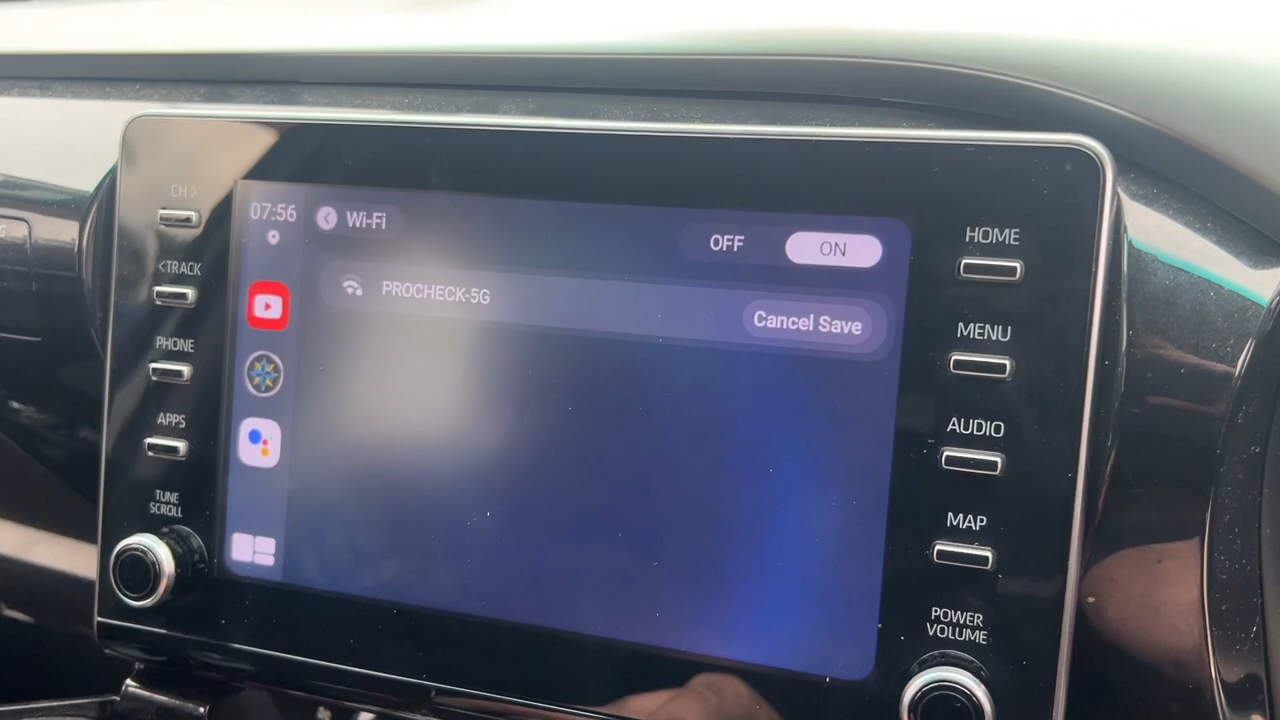 CH >
< TRACK
PHONE
APPS
TUNE
SCROLL
07:56
Wi-Fi
OFF
ON
PROCHECK-5G
Cancel Save
HOME
MENU
AUDIO
MAP
POWER
VOLUME